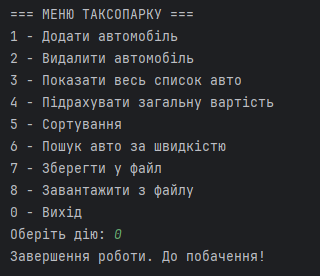 === МЕНЮ ТАКСОПАРКУ ===
1 - Додати автомобіль
2 - Видалити автомобіль
3 - Показати весь список авто
4 - Підрахувати загальну вартість
5 - Сортування
6 - Пошук авто за швидкістю
7 - Зберегти у файл
8 - Завантажити з файлу
0 - Вихід
Оберіть дію: 0
Завершення роботи. До побачення!